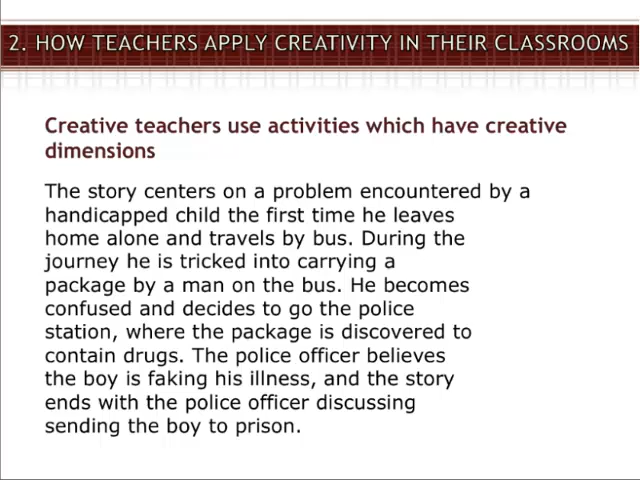 2. HOW TEACHERS APPLY CREATIVITY IN THEIR CLASSROOMS
Creative teachers use activities which have creative
dimensions
The story centers on a problem encountered by a
handicapped child the first time he leaves
home alone and travels by bus. During the
journey he is tricked into carrying a
package by a man on the bus. He becomes
confused and decides to go the police
station, where the package is discovered to
contain drugs. The police officer believes
the boy is faking his illness, and the story
ends with the police officer discussing
sending the boy to prison.